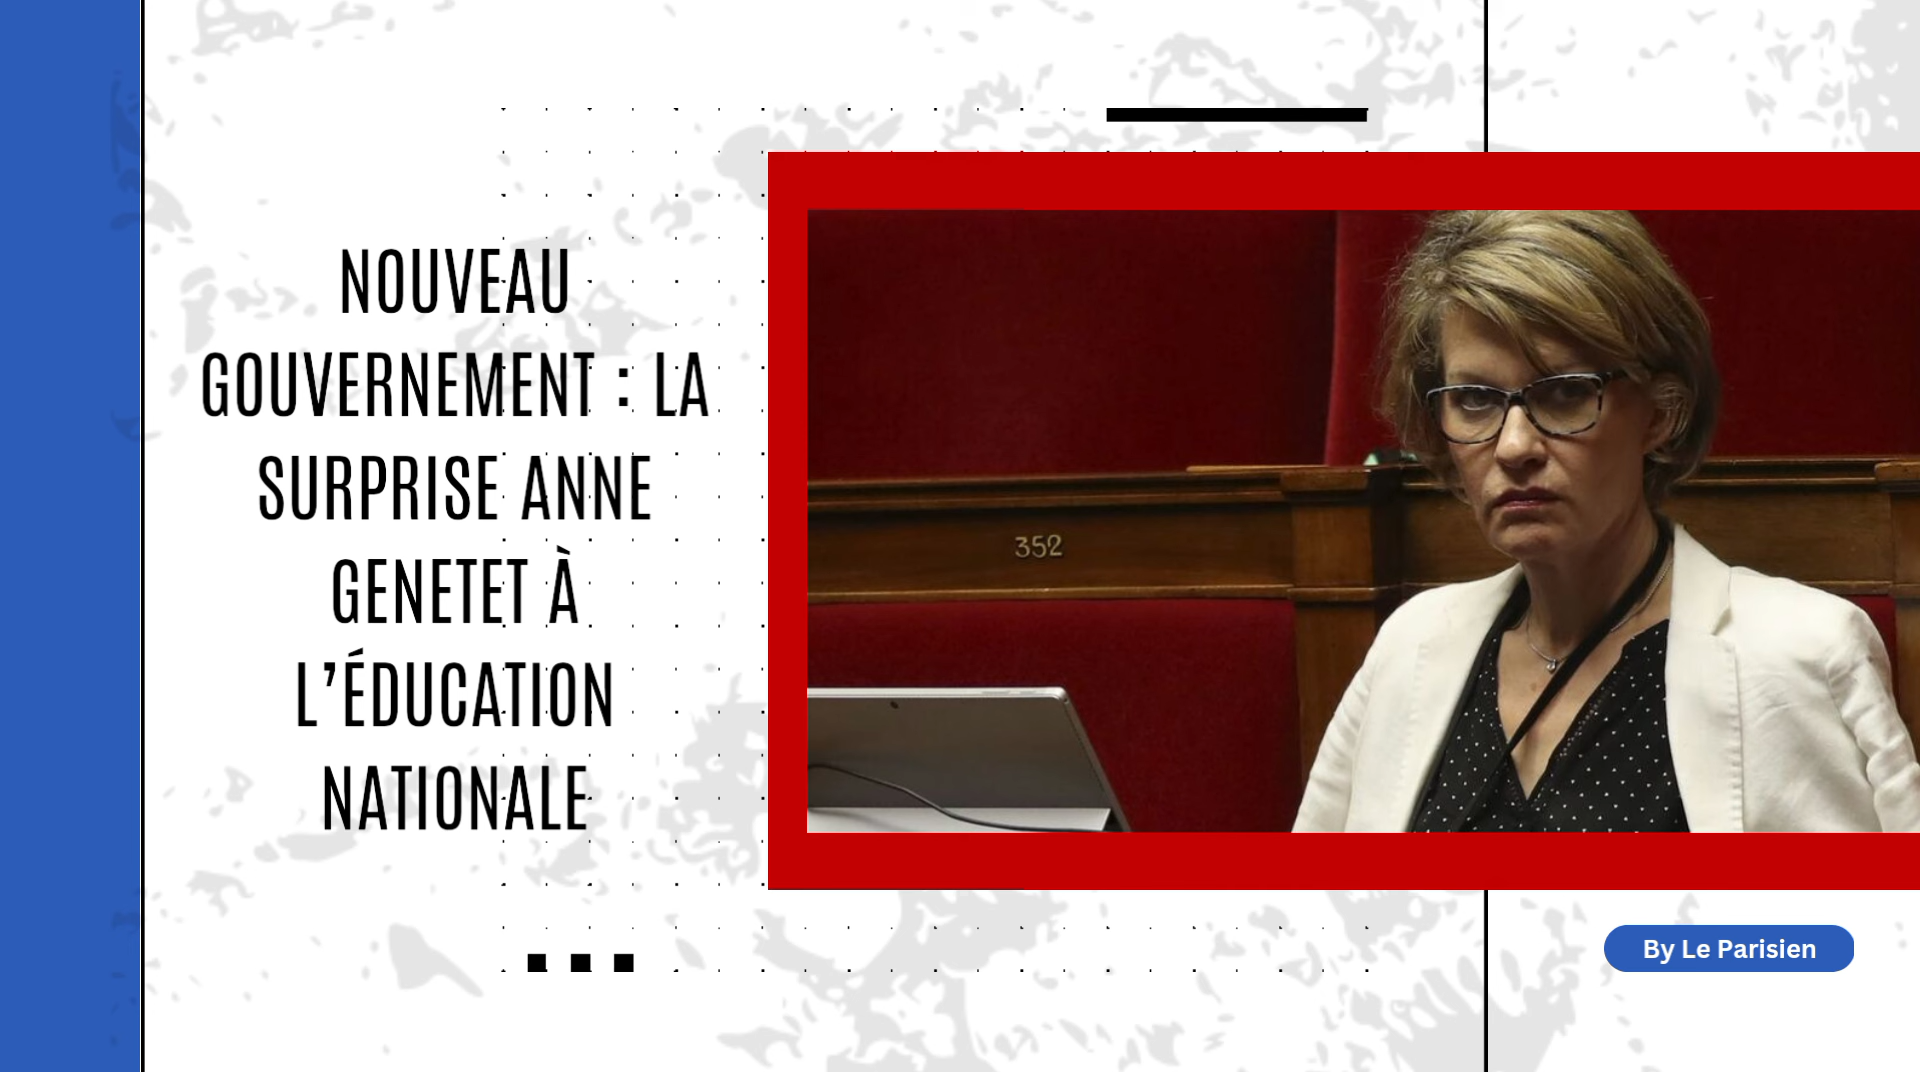 NOUVEAU
GOUVERNEMENT : LA
SURPRISE ANNE
GENETET À
L’ÉDUCATION
NATIONALE
352
By Le Parisien